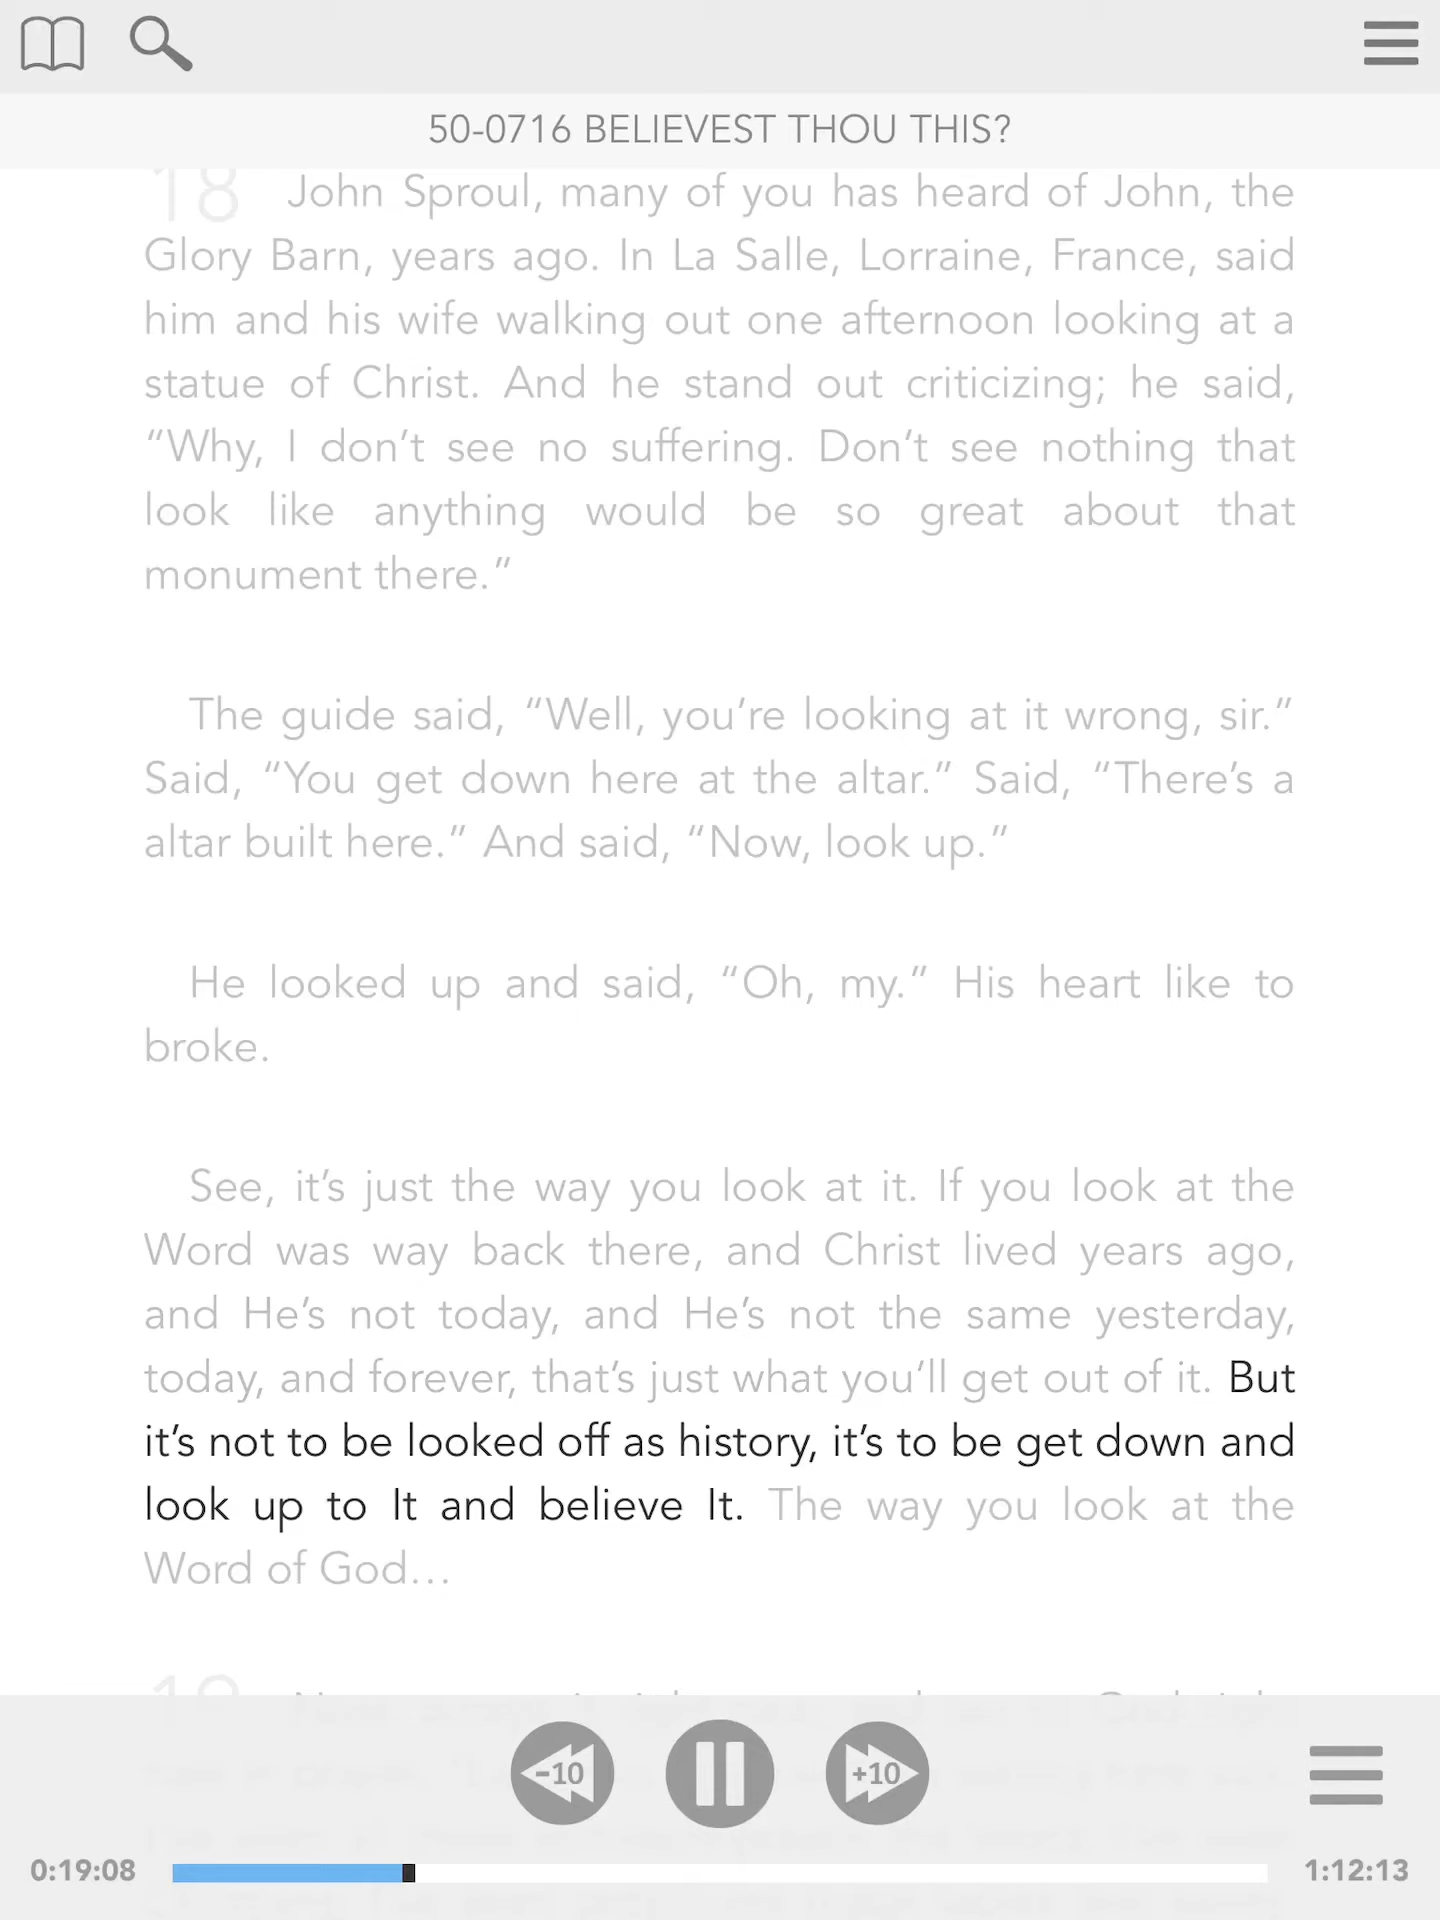 50-0716 BELIEVEST THOU THIS?
18 John Sproul, many of you has heard of John, the
Glory Barn, years ago. In La Salle, Lorraine, France, said
him and his wife walking out one afternoon looking at a
statue of Christ. And he stand out criticizing; he said,
“Why, I don’t see no suffering. Don’t see nothing that
look like anything would be so great about that
monument there.”
The guide said, “Well, you’re looking at it wrong, sir.”
Said, “You get down here at the altar.” Said, “There’s a
altar built here.” And said, “Now, look up.”
He looked up and said, “Oh, my.” His heart like to
broke.
See, it’s just the way you look at it. If you look at the
Word was way back there, and Christ lived years ago,
and He’s not today, and He’s not the same yesterday,
today, and forever, that’s just what you’ll get out of it. But
it’s not to be looked off as history, it’s to be get down and
look up to It and believe It. The way you look at the
Word of God…
19
-10 +10
0:19:08 1:12:13